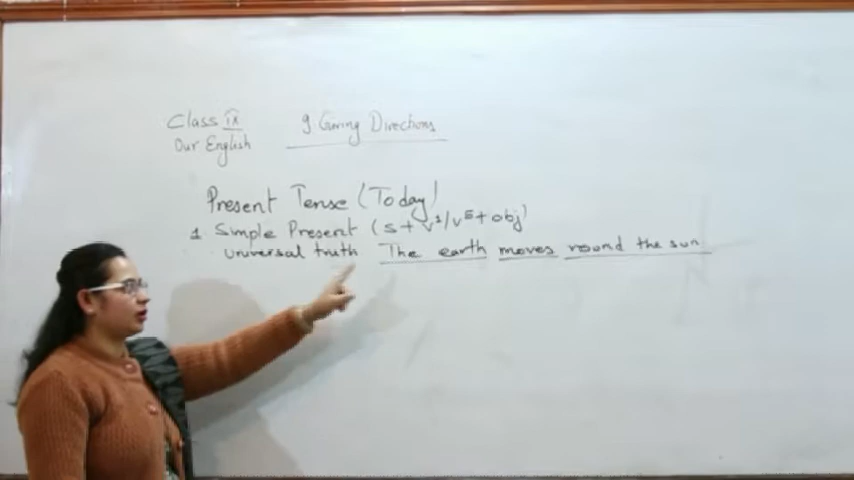 Class IX
9 Giving Directions
Our English
Present Tense (Today)
1. Simple Present (S + V¹/V⁵ + obj)
universal truth The earth moves round the sun